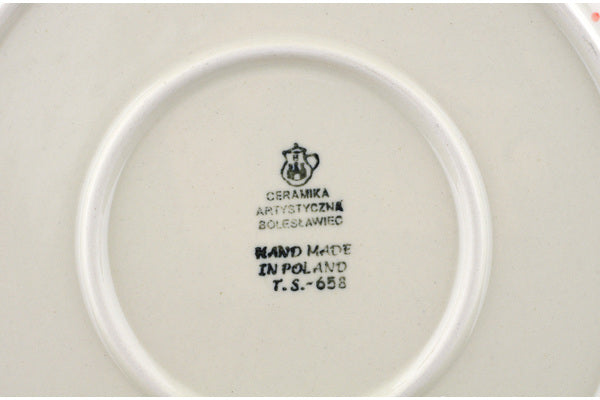 CERAMIKA
ARTYSTYCZNA
BOLESŁAWIEC
HAND MADE
IN POLAND
T.S.-658